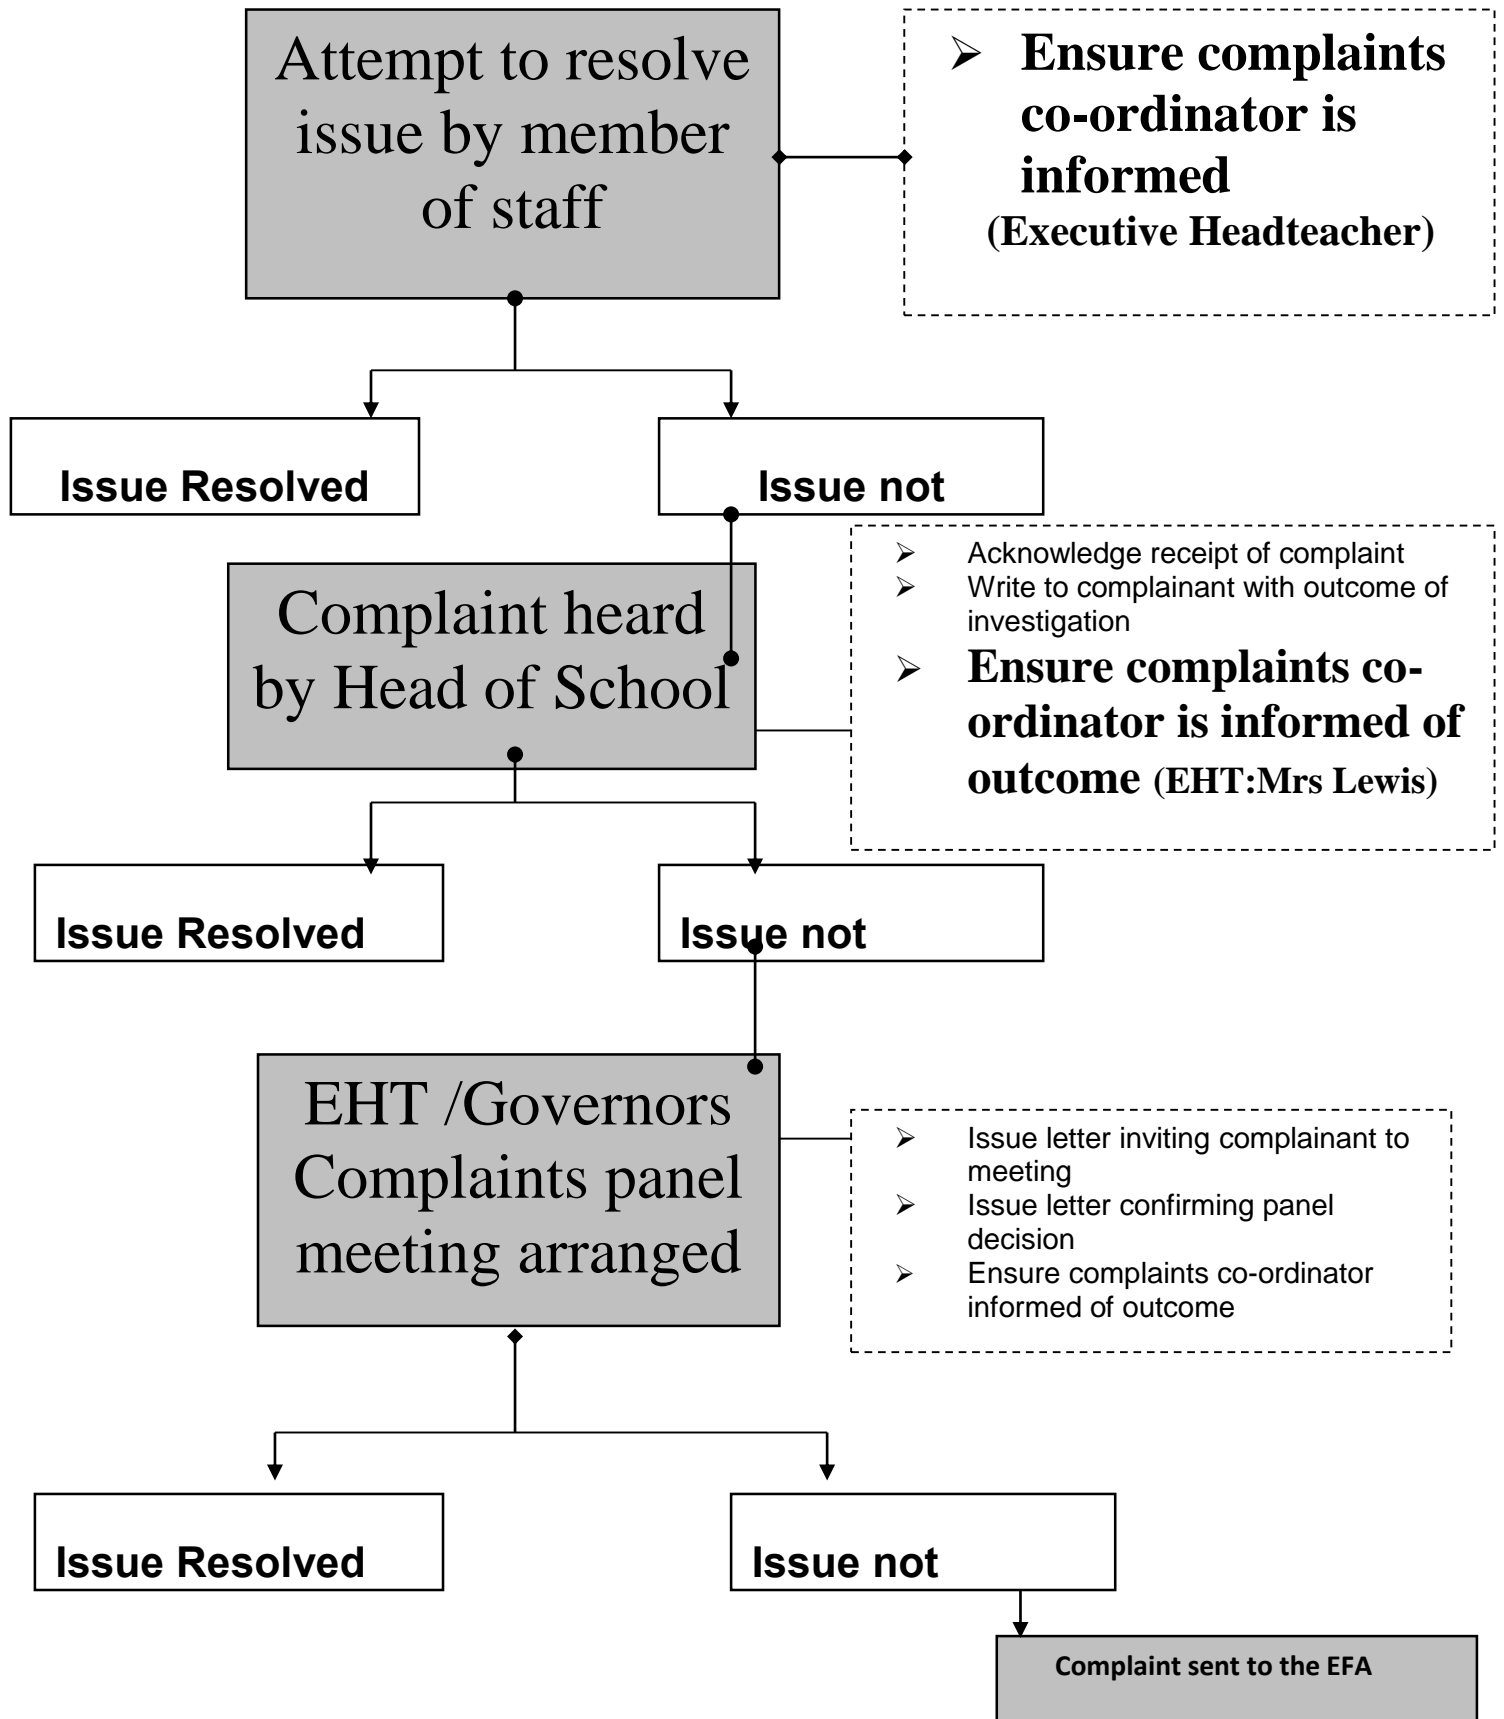 Attempt to resolve
issue by member
of staff
➢ Ensure complaints
co-ordinator is
informed
(Executive Headteacher)
Issue Resolved
Issue not
Complaint heard
by Head of School
➢ Acknowledge receipt of complaint
➢ Write to complainant with outcome of
investigation
➢ Ensure complaints co-
ordinator is informed of
outcome (EHT:Mrs Lewis)
Issue Resolved
Issue not
EHT /Governors
Complaints panel
meeting arranged
➢ Issue letter inviting complainant to
meeting
➢ Issue letter confirming panel
decision
➢ Ensure complaints co-ordinator
informed of outcome
Issue Resolved
Issue not
Complaint sent to the EFA